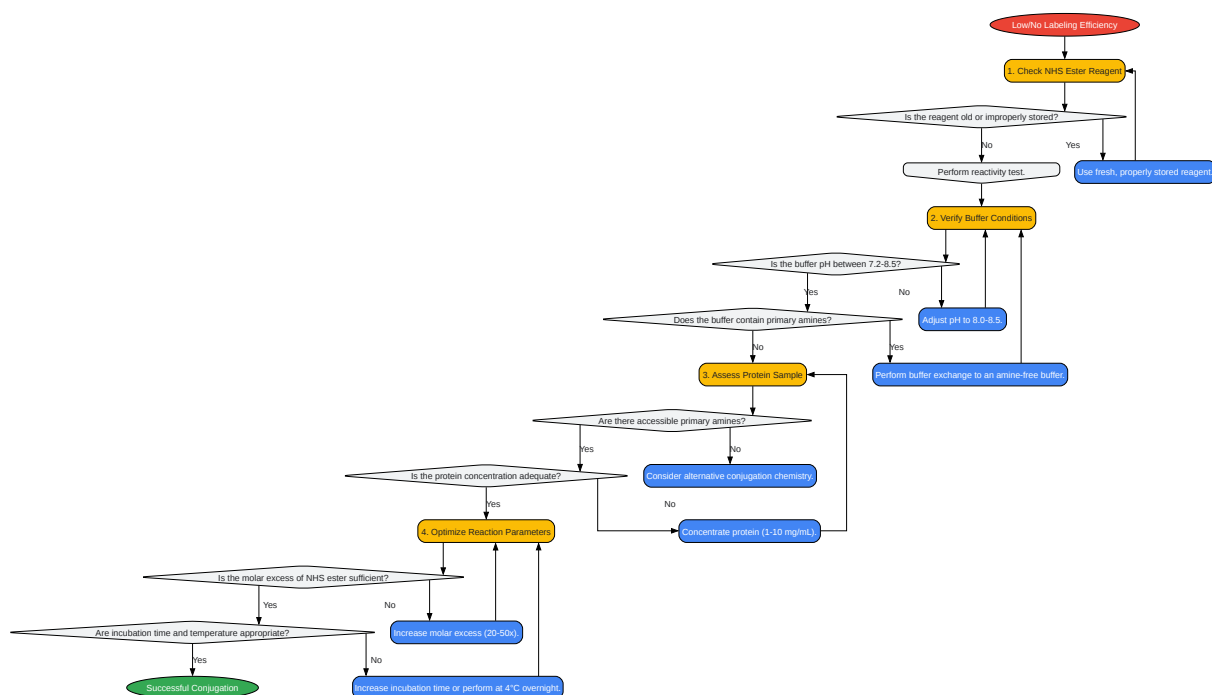 Low/No Labeling Efficiency
1. Check NHS Ester Reagent
Is the reagent old or improperly stored?
No
Yes
Perform reactivity test.
Use fresh, properly stored reagent.
2. Verify Buffer Conditions
Is the buffer pH between 7.2-8.5?
Yes
No
Does the buffer contain primary amines?
Adjust pH to 8.0-8.5.
No
Yes
3. Assess Protein Sample
Perform buffer exchange to an amine-free buffer.
Are there accessible primary amines?
Yes
No
Is the protein concentration adequate?
Consider alternative conjugation chemistry.
Yes
No
4. Optimize Reaction Parameters
Concentrate protein (1-10 mg/mL).
Is the molar excess of NHS ester sufficient?
Yes
No
Are incubation time and temperature appropriate?
Increase molar excess (20-50x).
Yes
No
Successful Conjugation
Increase incubation time or perform at 4°C overnight.